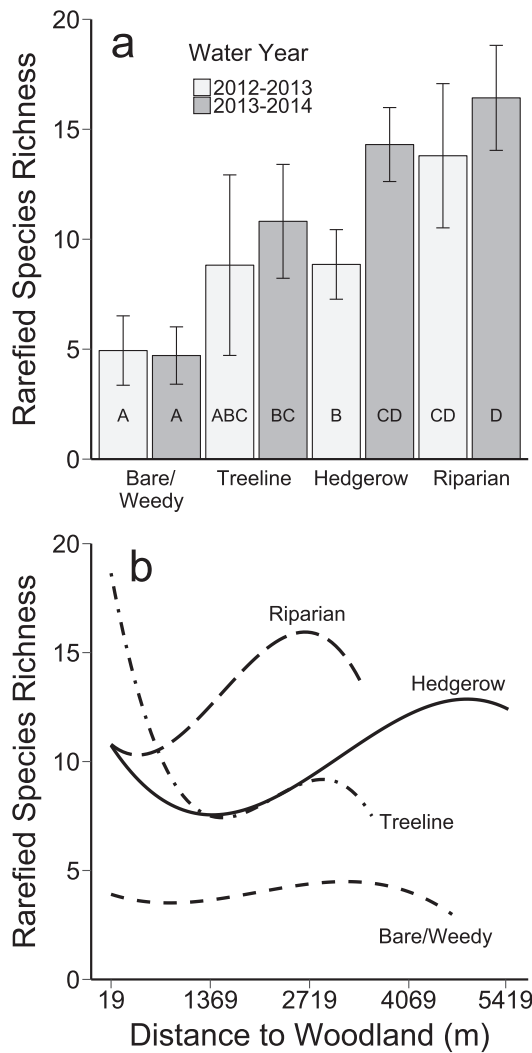 a
Water Year
2012-2013
2013-2014
Rarefied Species Richness
20
15
10
5
0
A
A
ABC
BC
B
CD
CD
D
Bare/
Weedy
Treeline
Hedgerow
Riparian
b
Rarefied Species Richness
20
15
10
5
0
Riparian
Hedgerow
Treeline
Bare/Weedy
19
1369
2719
4069
5419
Distance to Woodland (m)